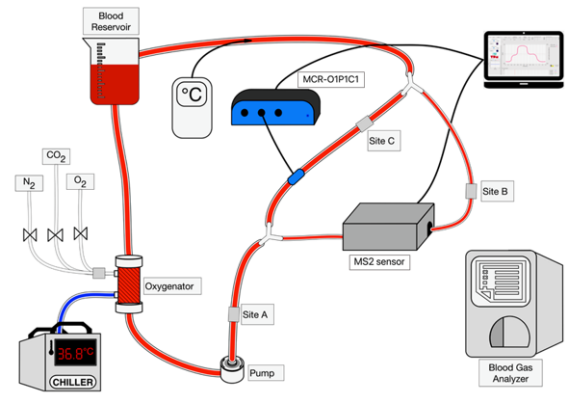 Blood
Reservoir
°C
MCR-O1P1C1
Site C
CO2
N2
O2
Site B
MS2 sensor
Oxygenator
Site A
36.8°C
CHILLER
Pump
Blood Gas
Analyzer